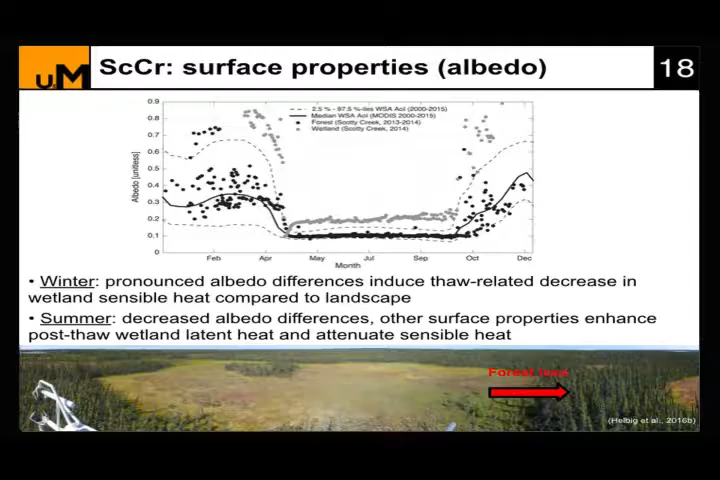 UdM
ScCr: surface properties (albedo)
18
2.5 % - 97.5 %-iles WSA AoI (2000-2015)
Median WSA AoI (MODIS 2000-2015)
Forest (Scotty Creek, 2013-2014)
Wetland (Scotty Creek, 2014)
0.9
0.8
0.7
0.6
0.5
0.4
0.3
0.2
0.1
0
Albedo [unitless]
Feb
May
Jul
Sep
Oct
Dec
Month
• Winter: pronounced albedo differences induce thaw-related decrease in
wetland sensible heat compared to landscape
• Summer: decreased albedo differences, other surface properties enhance
post-thaw wetland latent heat and attenuate sensible heat
Forest loss
(Helbig et al., 2016b)